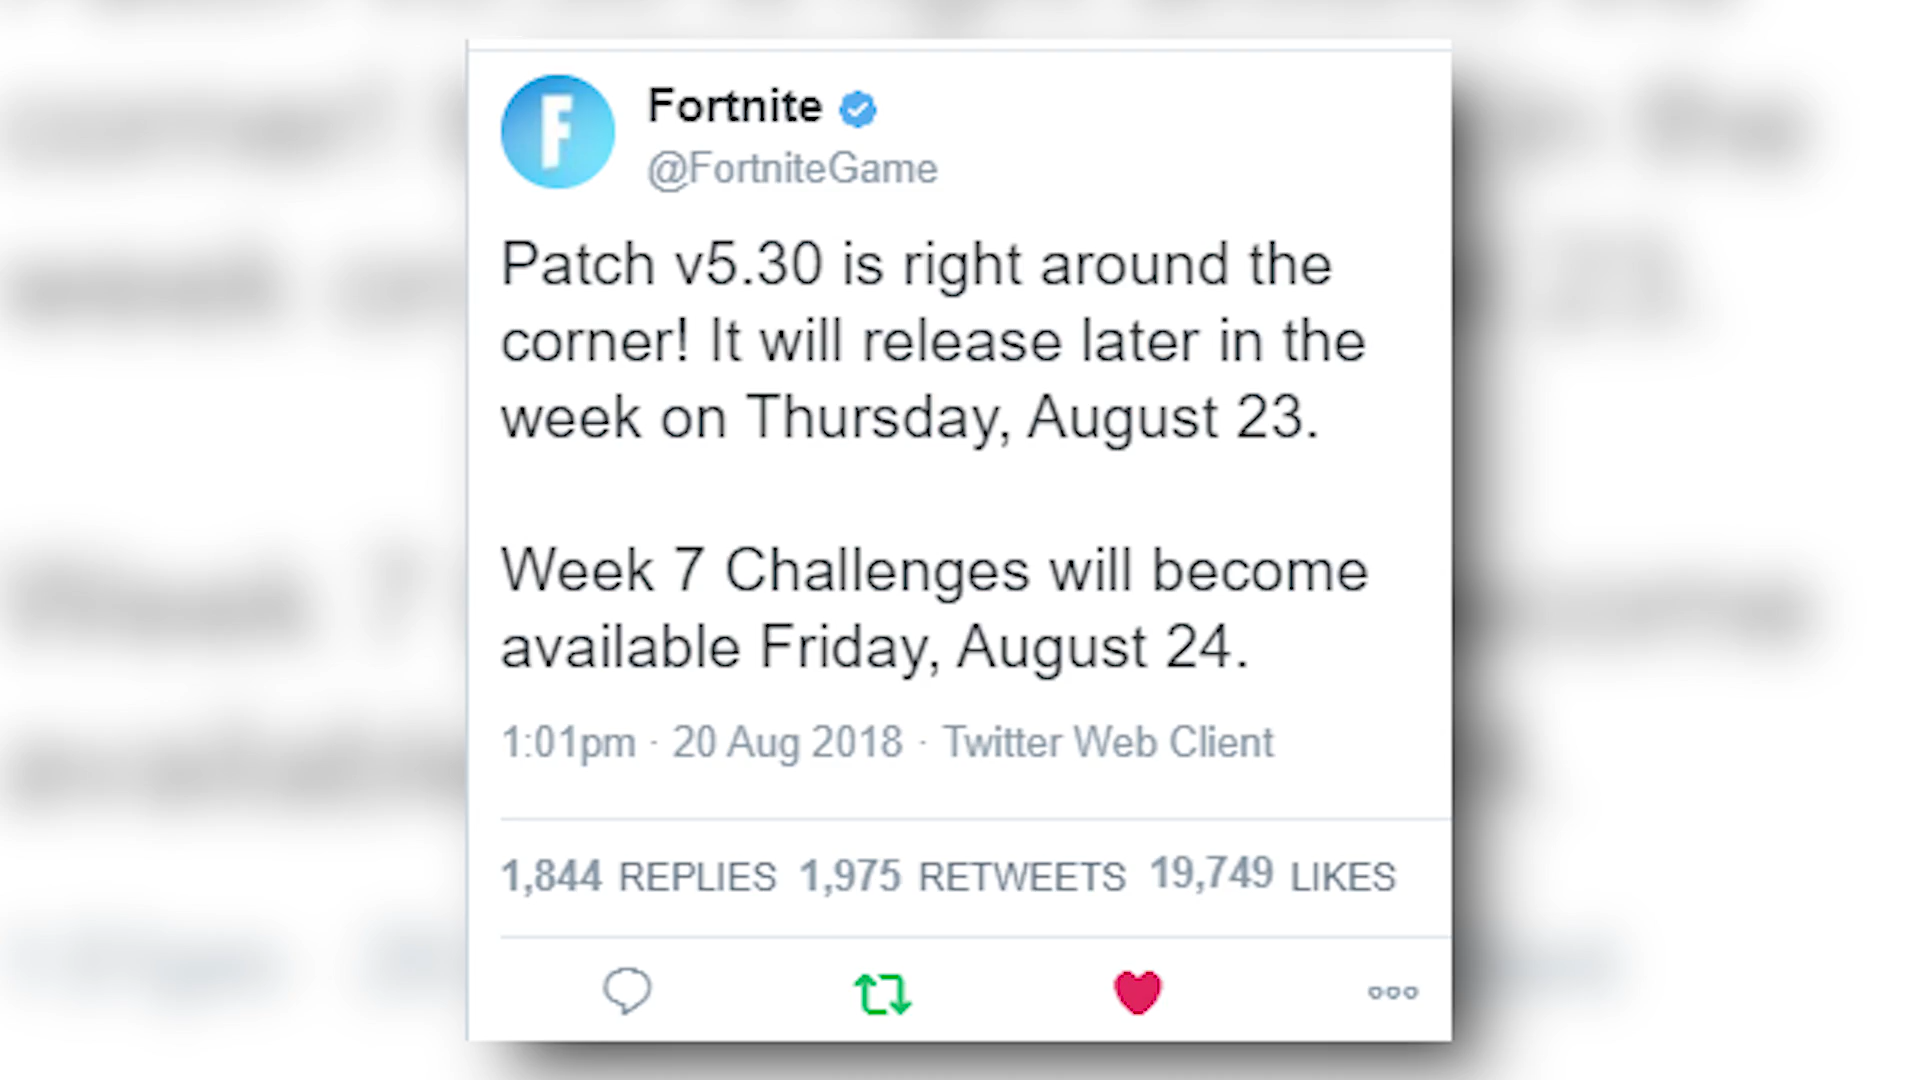 Fortnite
@FortniteGame
Patch v5.30 is right around the
corner! It will release later in the
week on Thursday, August 23.
Week 7 Challenges will become
available Friday, August 24.
1:01pm · 20 Aug 2018 · Twitter Web Client
1,844 REPLIES 1,975 RETWEETS 19,749 LIKES